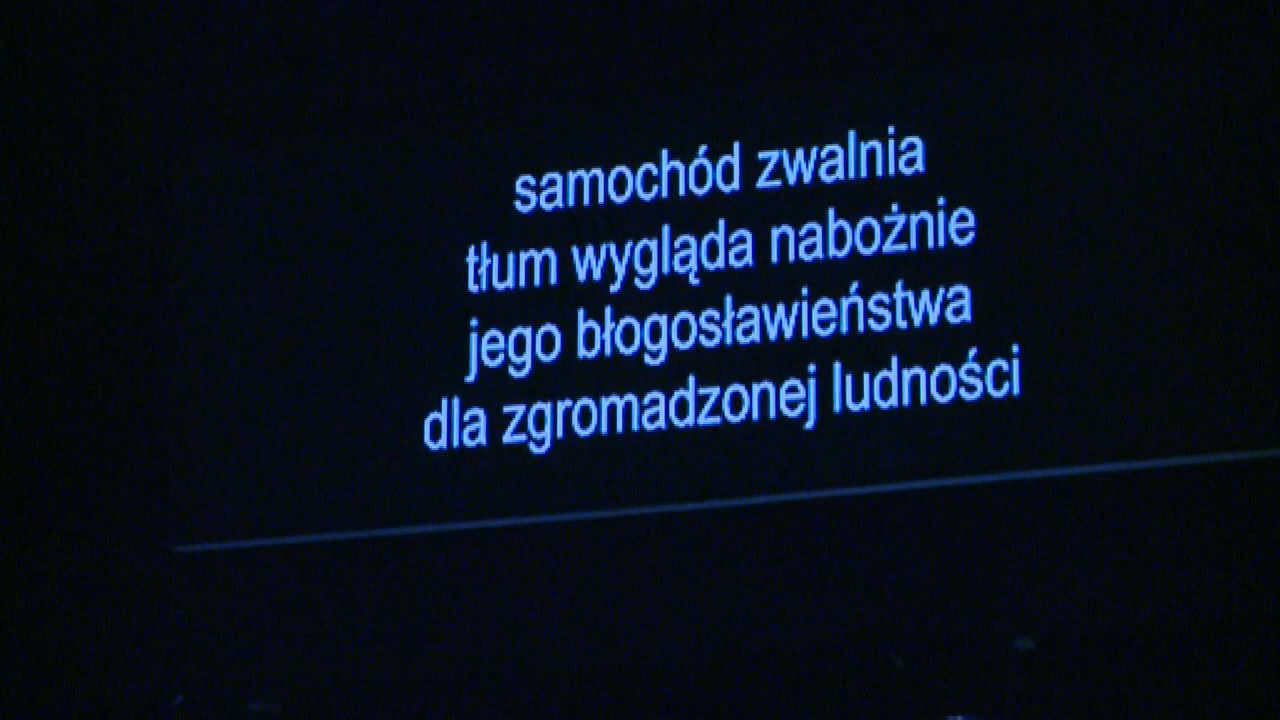 samochód zwalnia
tłum wygląda nabożnie
jego błogosławieństwa
dla zgromadzonej ludności